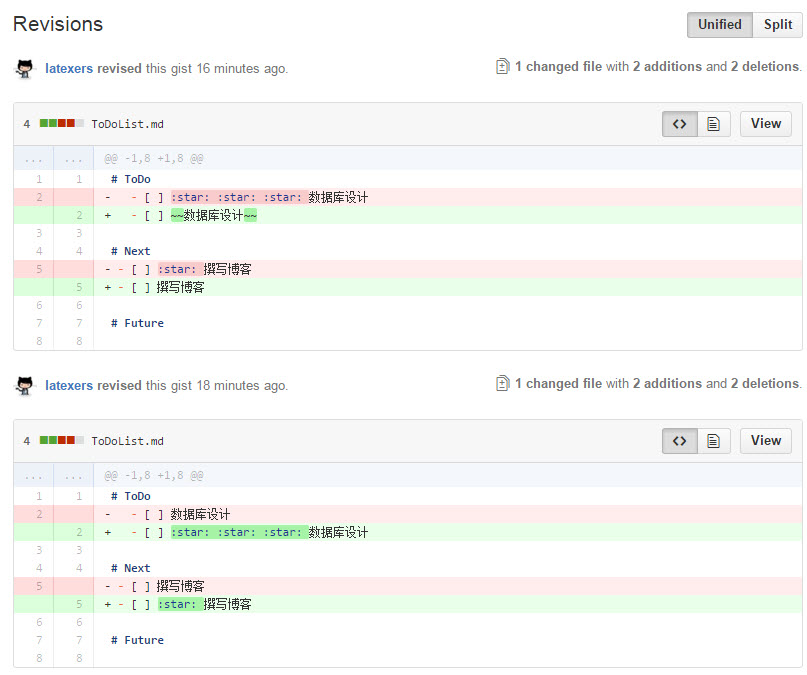 Revisions
Unified Split
latexers revised this gist 16 minutes ago.
1 changed file with 2 additions and 2 deletions.
4 ToDoList.md
<> View
... ... @@ -1,8 +1,8 @@
1 1 # ToDo
2 - - [ ] :star: :star: :star: 数据库设计
2 + - [ ] ~~数据库设计~~
3 3
4 4 # Next
5 - - [ ] :star: 撰写博客
5 + - [ ] 撰写博客
6 6
7 7 # Future
8 8
latexers revised this gist 18 minutes ago.
1 changed file with 2 additions and 2 deletions.
4 ToDoList.md
<> View
... ... @@ -1,8 +1,8 @@
1 1 # ToDo
2 - - [ ] 数据库设计
2 + - [ ] :star: :star: :star: 数据库设计
3 3
4 4 # Next
5 - - [ ] 撰写博客
5 + - [ ] :star: 撰写博客
6 6
7 7 # Future
8 8